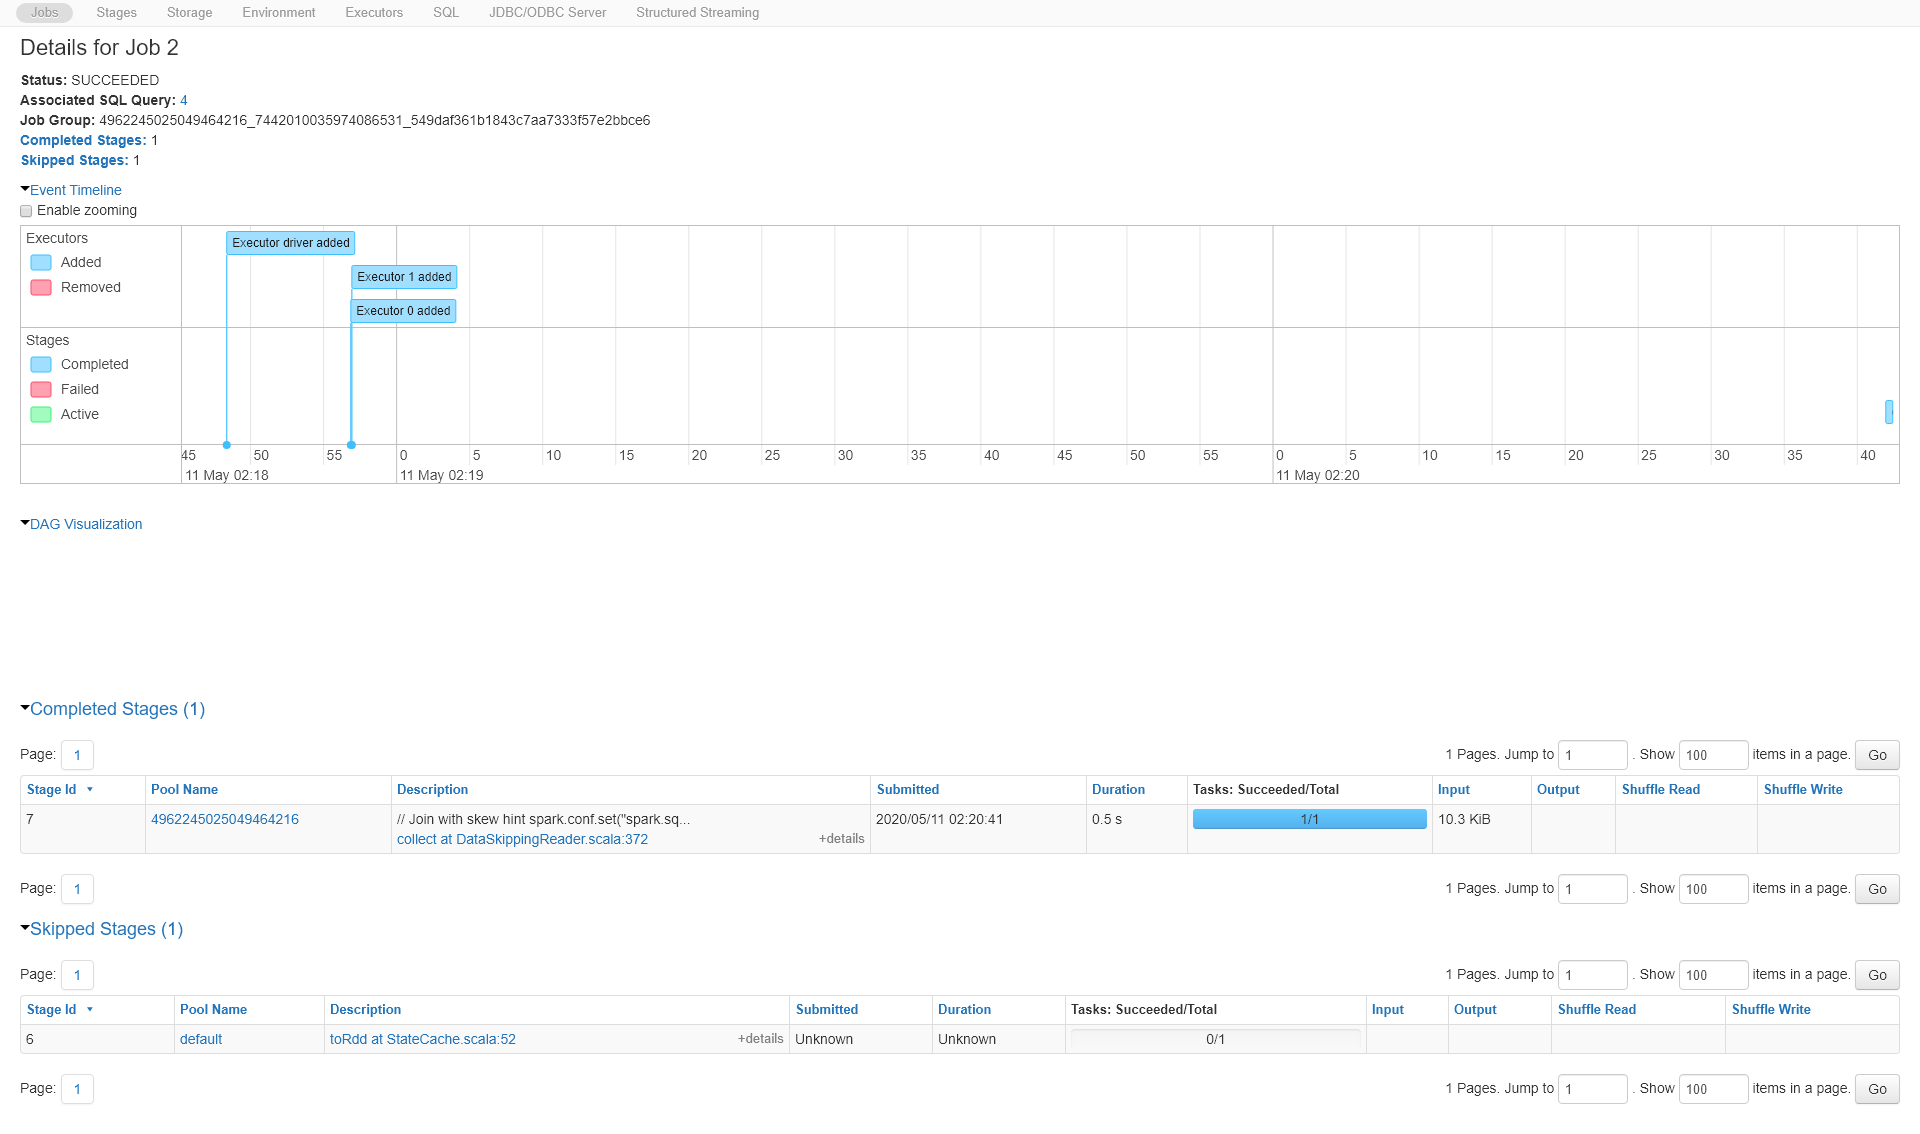 Jobs Stages Storage Environment Executors SQL JDBC/ODBC Server Structured Streaming
Details for Job 2
Status: SUCCEEDED
Associated SQL Query: 4
Job Group: 4962245025049464216_7442010035974086531_549daf361b1843c7aa7333f57e2bbce6
Completed Stages: 1
Skipped Stages: 1
Event Timeline
Enable zooming
Executors
Added
Removed
Executor driver added
Executor 1 added
Executor 0 added
Stages
Completed
Failed
Active
45 50 55 0 5 10 15 20 25 30 35 40 45 50 55 0 5 10 15 20 25 30 35 40
11 May 02:18 11 May 02:19 11 May 02:20
DAG Visualization
Completed Stages (1)
Page: 1 1 Pages. Jump to 1 . Show 100 items in a page. Go
Stage Id Pool Name Description Submitted Duration Tasks: Succeeded/Total Input Output Shuffle Read Shuffle Write
7 4962245025049464216 // Join with skew hint spark.conf.set("spark.sq... 2020/05/11 02:20:41 0.5 s 1/1 10.3 KiB
collect at DataSkippingReader.scala:372 +details
Page: 1 1 Pages. Jump to 1 . Show 100 items in a page. Go
Skipped Stages (1)
Page: 1 1 Pages. Jump to 1 . Show 100 items in a page. Go
Stage Id Pool Name Description Submitted Duration Tasks: Succeeded/Total Input Output Shuffle Read Shuffle Write
6 default toRdd at StateCache.scala:52 +details Unknown Unknown 0/1
Page: 1 1 Pages. Jump to 1 . Show 100 items in a page. Go